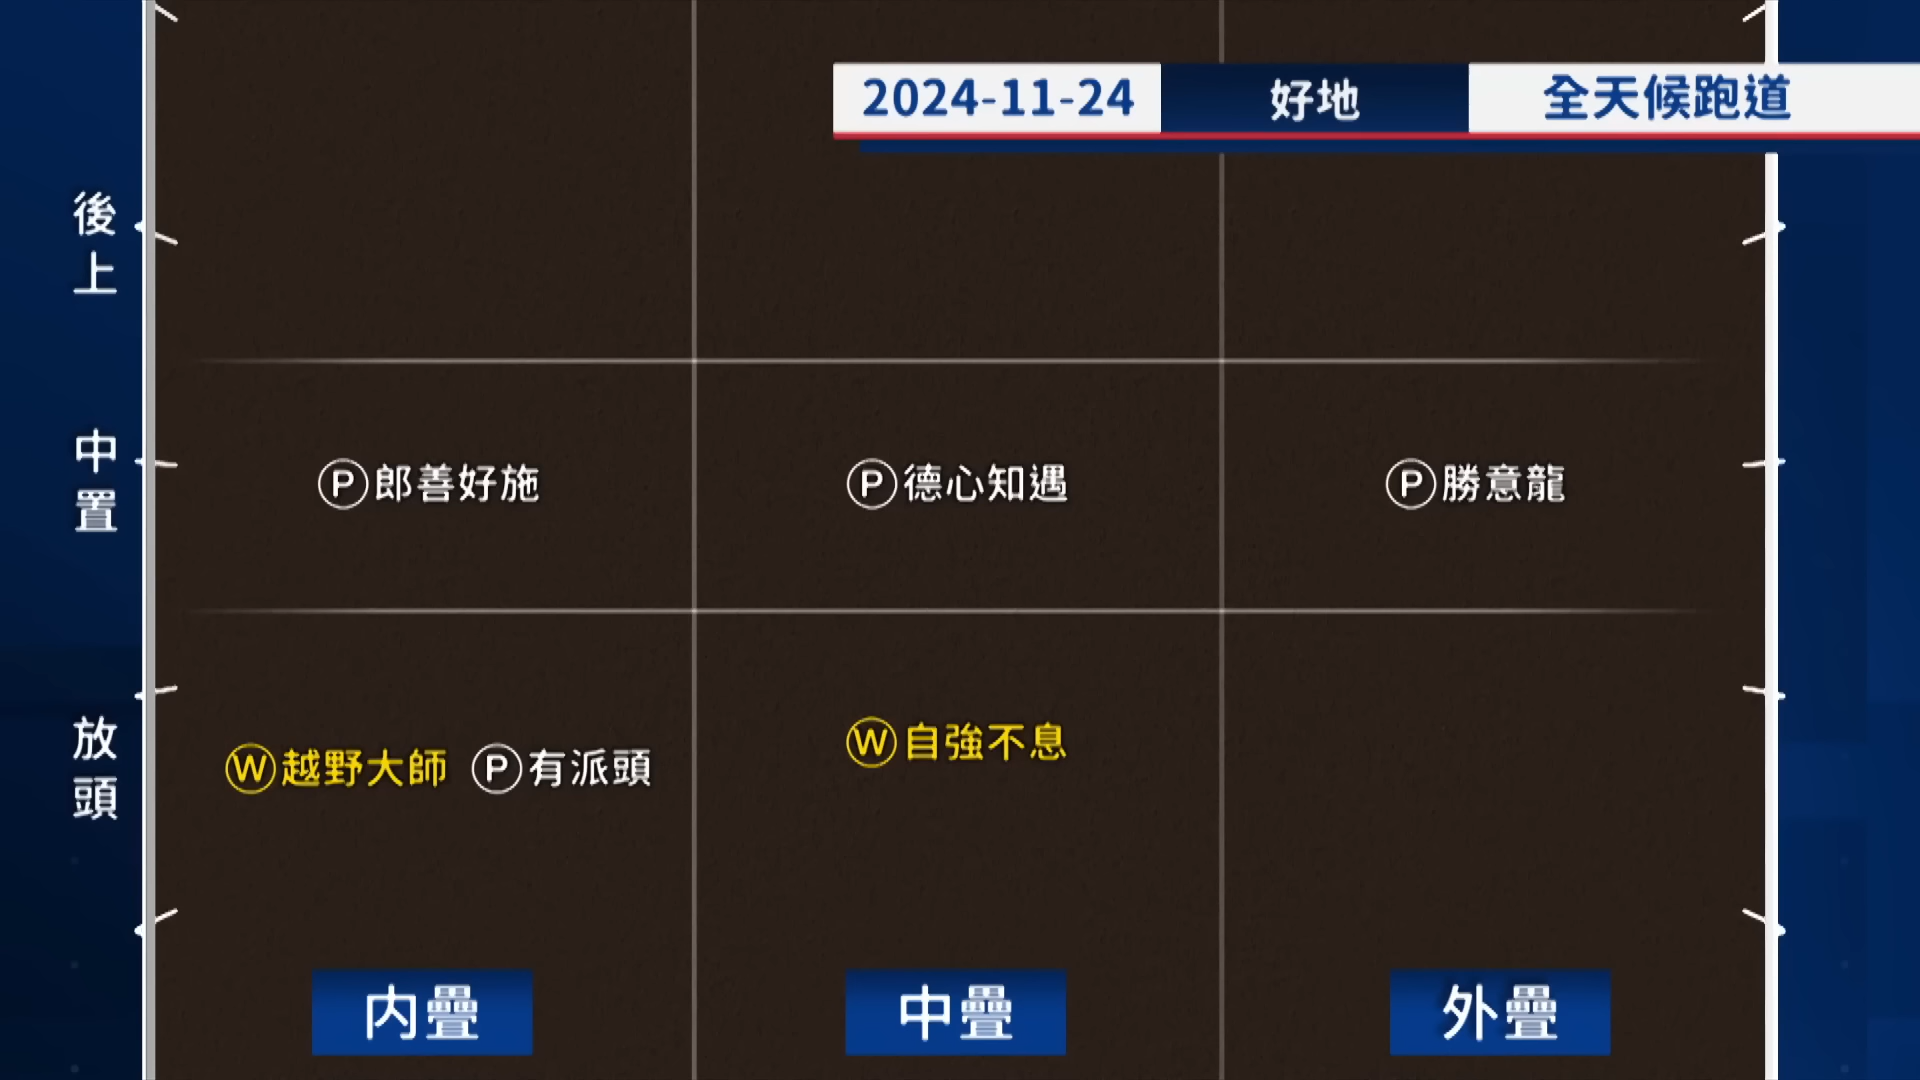 2024-11-24 好地 全天候跑道
後上
中置
Ⓟ郎善好施 Ⓟ德心知遇 Ⓟ勝意龍
放頭
Ⓦ越野大師 Ⓟ有派頭 Ⓦ自強不息
內疊 中疊 外疊